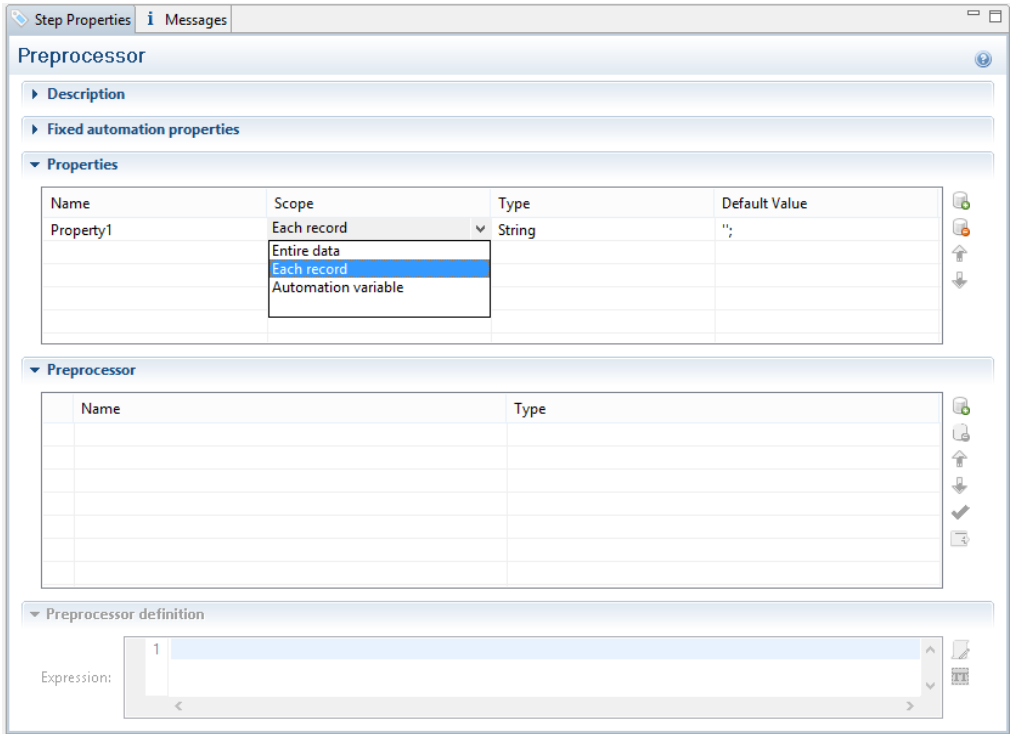 Step Properties i Messages
Preprocessor
Description
Fixed automation properties
Properties
Name Scope Type Default Value
Property1 Each record String '';
Entire data
Each record
Automation variable
Preprocessor
Name Type
Preprocessor definition
1
Expression: